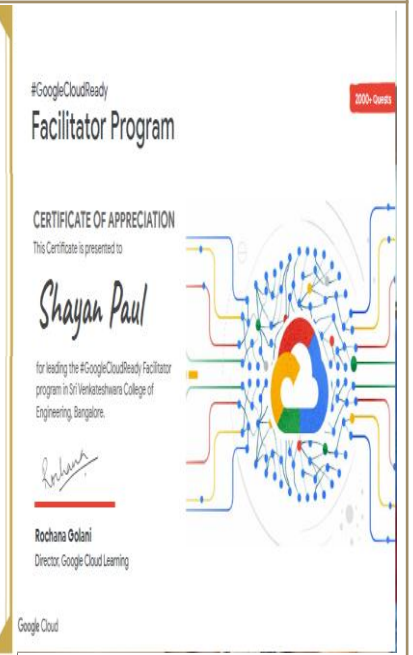 #GoogleCloudReady
Facilitator Program
2000+ Quests
CERTIFICATE OF APPRECIATION
This Certificate is presented to
Shayan Paul
for leading the #GoogleCloudReady Facilitator
program in Sri Venkateshwara College of
Engineering, Bangalore.
Rochana
Rochana Golani
Director, Google Cloud Learning
Google Cloud